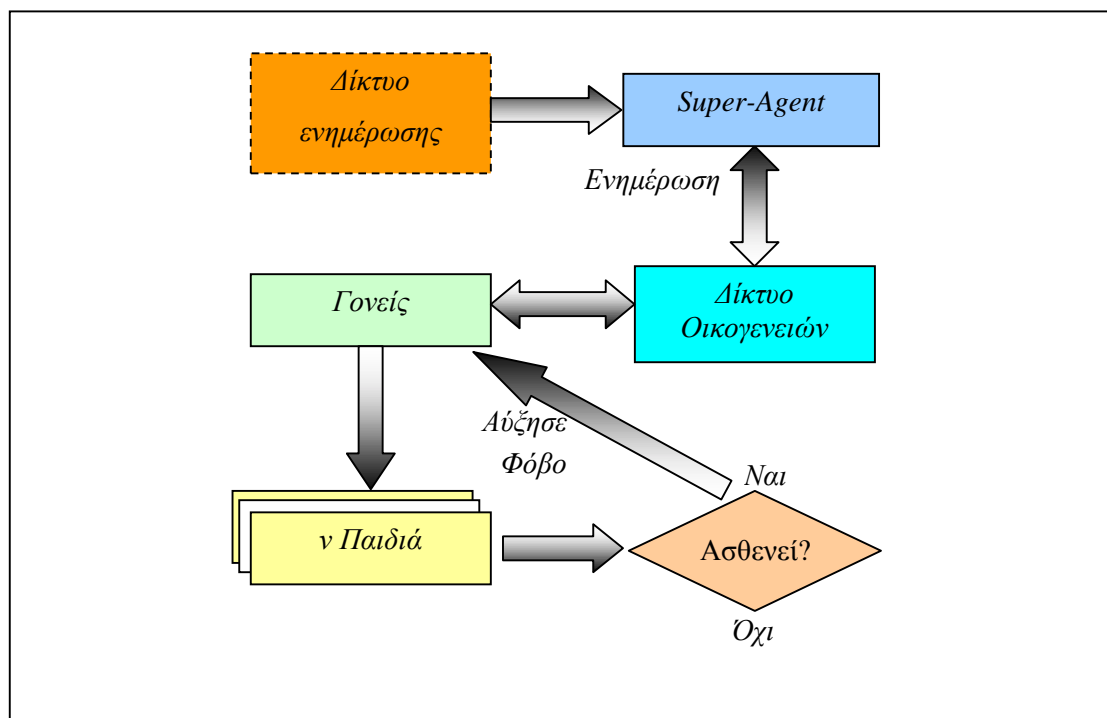 Δίκτυο
ενημέρωσης
Super-Agent
Ενημέρωση
Γονείς
Δίκτυο
Οικογενειών
Αύξησε
Φόβο
Ναι
ν Παιδιά
Ασθενεί?
Όχι